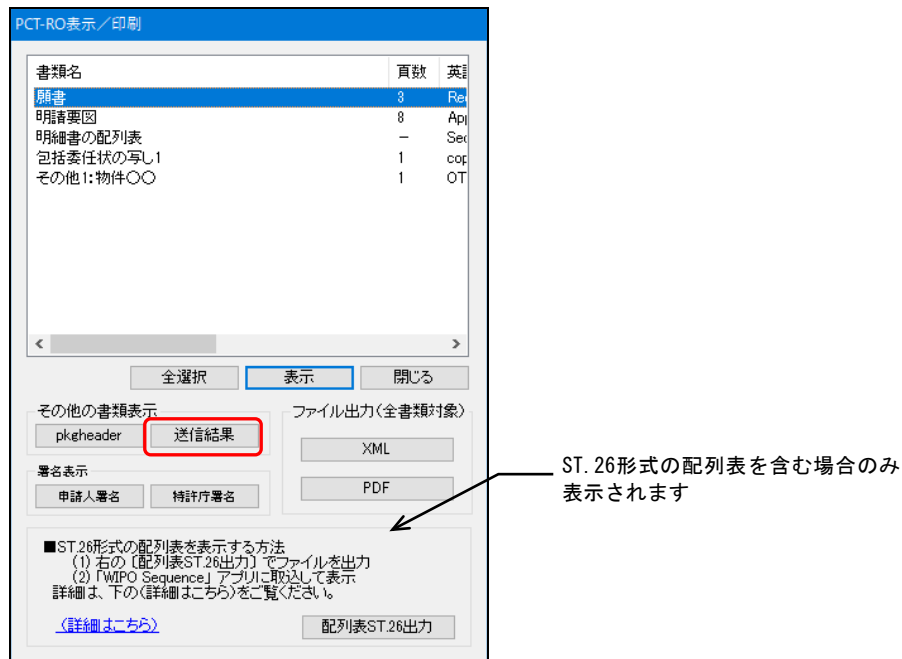 PCT-RO表示／印刷
書類名 頁数 英
願書 3 Re
明請要図 8 Ap
明細書の配列表 － Se
包括委任状の写し1 1 cop
その他1:物件〇〇 1 OT
全選択 表示 閉じる
その他の書類表示
pkgheader 送信結果
ファイル出力(全書類対象)
XML
PDF
署名表示
申請人署名 特許庁署名
ST.26形式の配列表を含む場合のみ
表示されます
■ST.26形式の配列表を表示する方法
(1) 右の〔配列表ST.26出力〕でファイルを出力
(2) 「WIPO Sequence」アプリに取込して表示
詳細は、下の(詳細はこちら)をご覧ください。
(詳細はこちら)
配列表ST.26出力